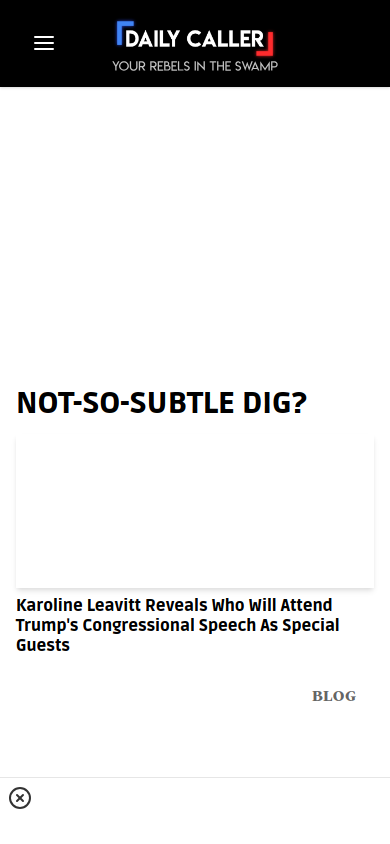 DAILY CALLER
YOUR REBELS IN THE SWAMP
NOT-SO-SUBTLE DIG?
Karoline Leavitt Reveals Who Will Attend
Trump's Congressional Speech As Special
Guests
BLOG